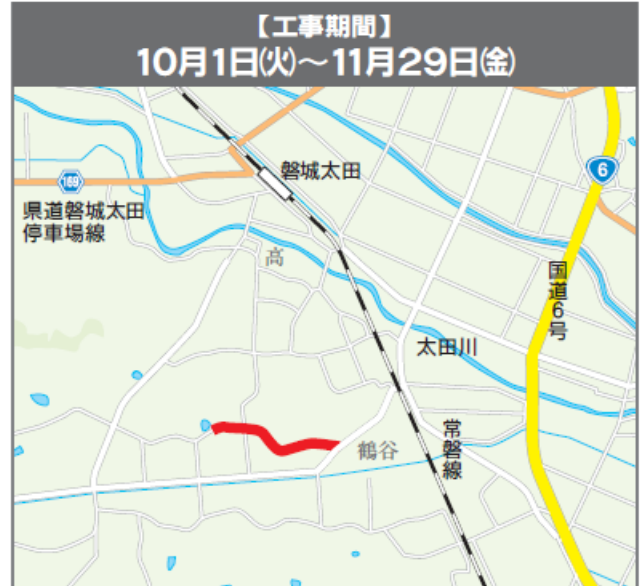 【工事期間】
10月1日㈫～11月29日㈮
磐城太田
169
県道磐城太田
停車場線
6
高
国道6号
太田川
鶴谷
常磐線